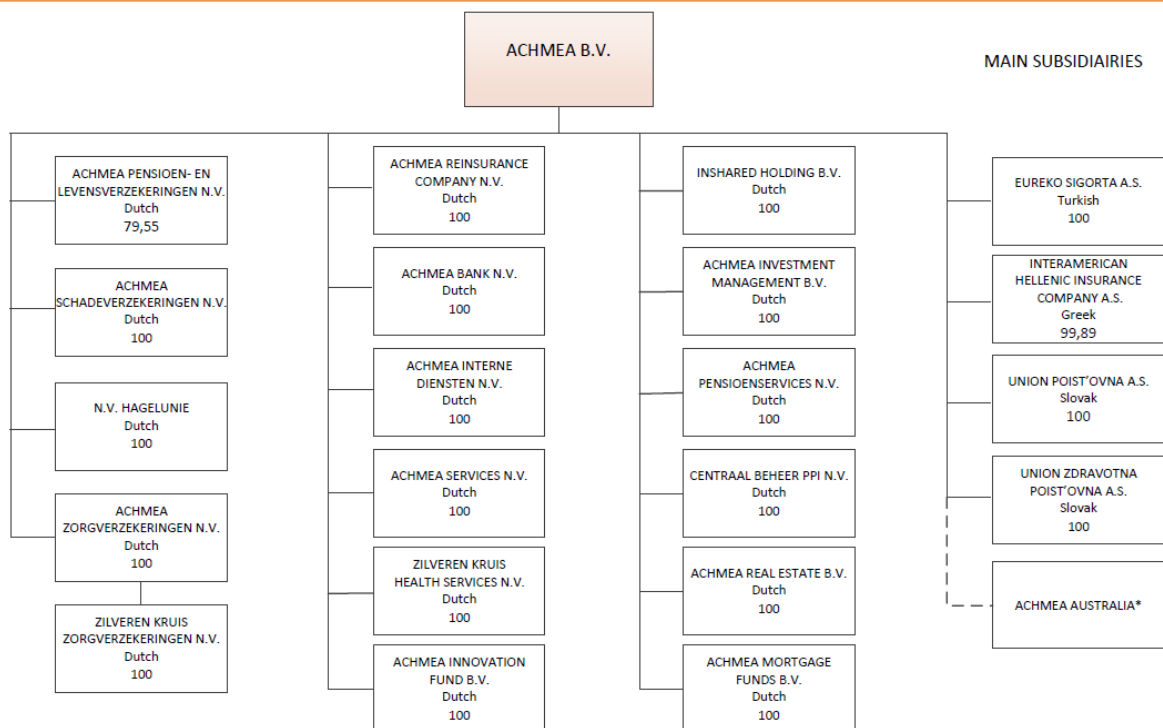 ACHMEA B.V.
MAIN SUBSIDIAIRIES
ACHMEA PENSIOEN- EN
LEVENSVERZEKERINGEN N.V.
Dutch
79,55
ACHMEA
SCHADEVERZEKERINGEN N.V.
Dutch
100
N.V. HAGELUNIE
Dutch
100
ACHMEA
ZORGVERZEKERINGEN N.V.
Dutch
100
ZILVEREN KRUIS
ZORGVERZEKERINGEN N.V.
Dutch
100
ACHMEA REINSURANCE
COMPANY N.V.
Dutch
100
ACHMEA BANK N.V.
Dutch
100
ACHMEA INTERNE
DIENSTEN N.V.
Dutch
100
ACHMEA SERVICES N.V.
Dutch
100
ZILVEREN KRUIS
HEALTH SERVICES N.V.
Dutch
100
ACHMEA INNOVATION
FUND B.V.
Dutch
100
INSHARED HOLDING B.V.
Dutch
100
ACHMEA INVESTMENT
MANAGEMENT B.V.
Dutch
100
ACHMEA
PENSIOENSERVICES N.V.
Dutch
100
CENTRAAL BEHEER PPI N.V.
Dutch
100
ACHMEA REAL ESTATE B.V.
Dutch
100
ACHMEA MORTGAGE
FUNDS B.V.
Dutch
100
EUREKO SIGORTA A.S.
Turkish
100
INTERAMERICAN
HELLENIC INSURANCE
COMPANY A.S.
Greek
99,89
UNION POIST'OVNA A.S.
Slovak
100
UNION ZDRAVOTNA
POIST'OVNA A.S.
Slovak
100
ACHMEA AUSTRALIA*